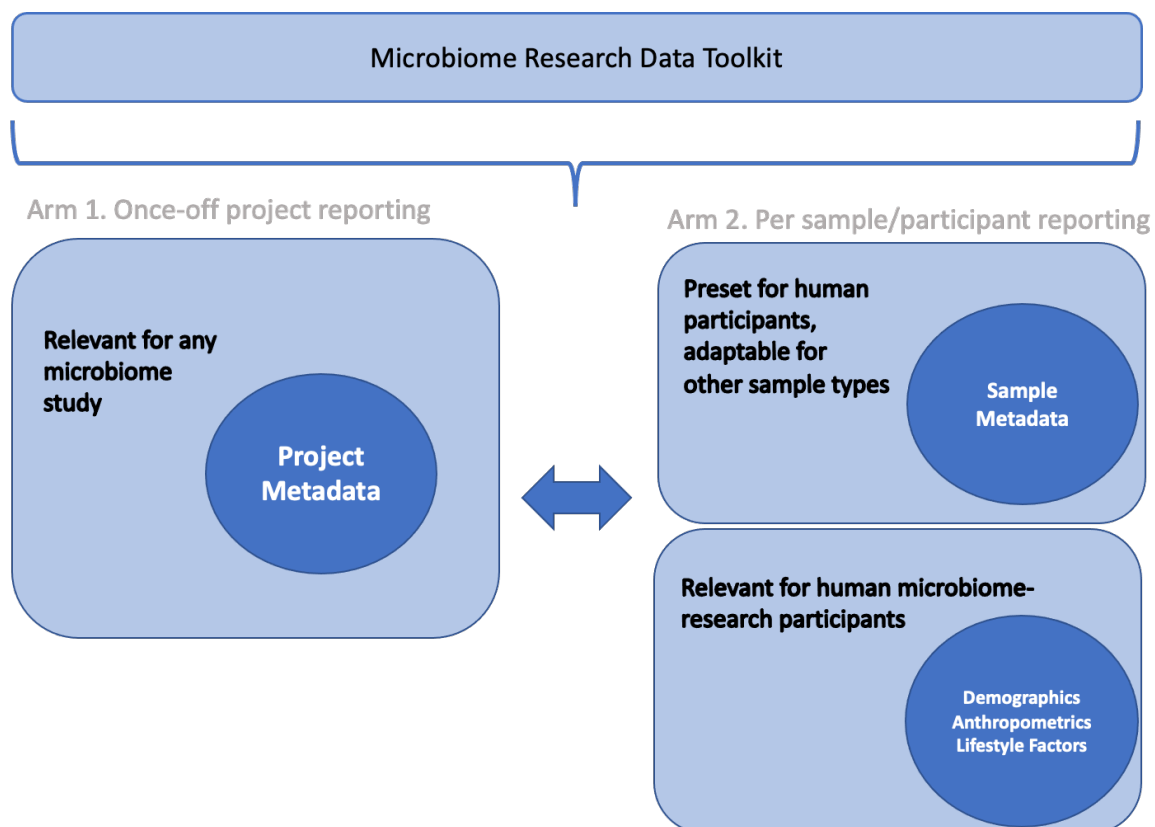 Microbiome Research Data Toolkit
Arm 1. Once-off project reporting
Relevant for any
microbiome
study
Project
Metadata
Arm 2. Per sample/participant reporting
Preset for human
participants,
adaptable for
other sample types
Sample
Metadata
Relevant for human microbiome-
research participants
Demographics
Anthropometrics
Lifestyle Factors